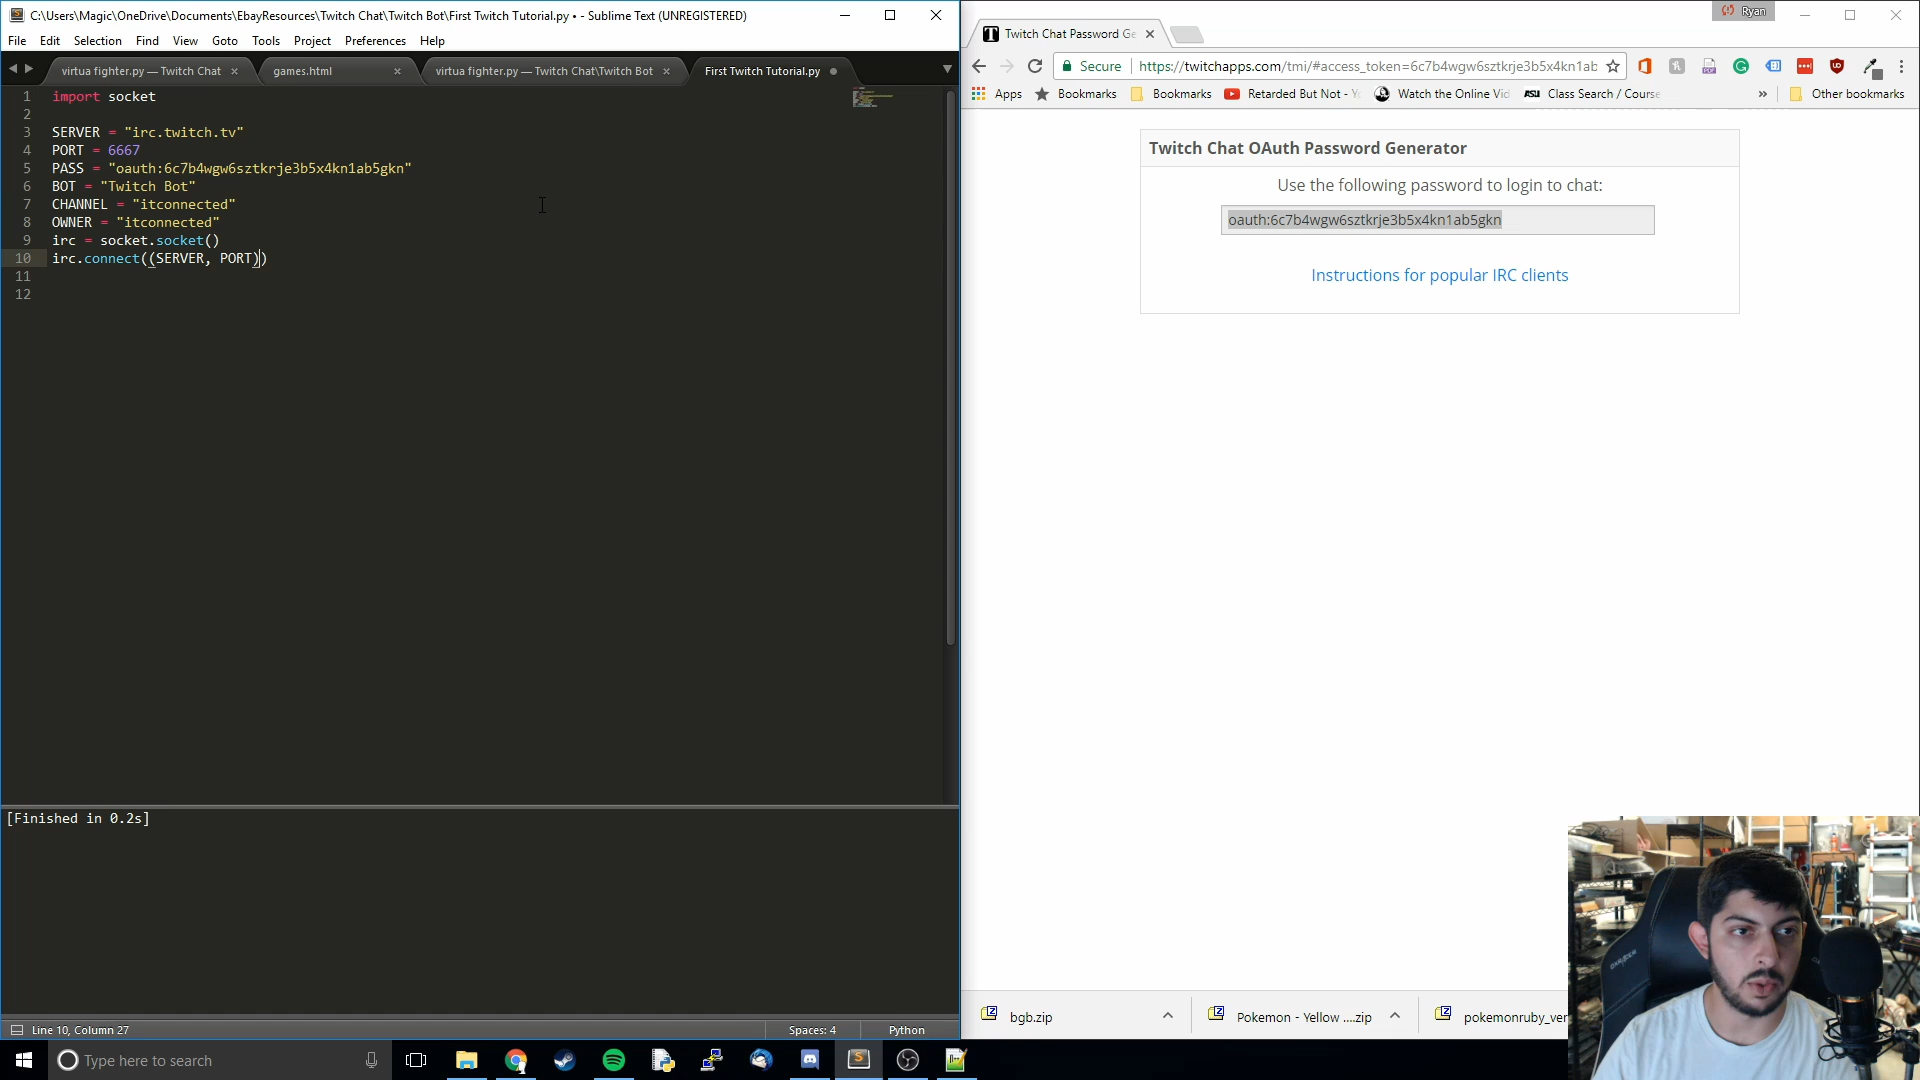 C:\Users\Magic\OneDrive\Documents\EbayResources\Twitch Chat\Twitch Bot\First Twitch Tutorial.py • - Sublime Text (UNREGISTERED)
File Edit Selection Find View Goto Tools Project Preferences Help
virtua fighter.py — Twitch Chat
games.html
virtua fighter.py — Twitch Chat\Twitch Bot
First Twitch Tutorial.py
1 import socket
2
3 SERVER = "irc.twitch.tv"
4 PORT = 6667
5 PASS = "oauth:6c7b4wgw6sztkrje3b5x4kn1ab5gkn"
6 BOT = "Twitch Bot"
7 CHANNEL = "itconnected"
8 OWNER = "itconnected"
9 irc = socket.socket()
10 irc.connect((SERVER, PORT))
11
12
[Finished in 0.2s]
Line 10, Column 27
Spaces: 4
Python
Type here to search
Ryan
Twitch Chat Password Ge
Secure https://twitchapps.com/tmi/#access_token=6c7b4wgw6sztkrje3b5x4kn1ab
Apps Bookmarks Bookmarks Retarded But Not - Watch the Online Vid ASU Class Search / Course » Other bookmarks
Twitch Chat OAuth Password Generator
Use the following password to login to chat:
oauth:6c7b4wgw6sztkrje3b5x4kn1ab5gkn
Instructions for popular IRC clients
bgb.zip
Pokemon - Yellow ....zip
pokemonruby_ver